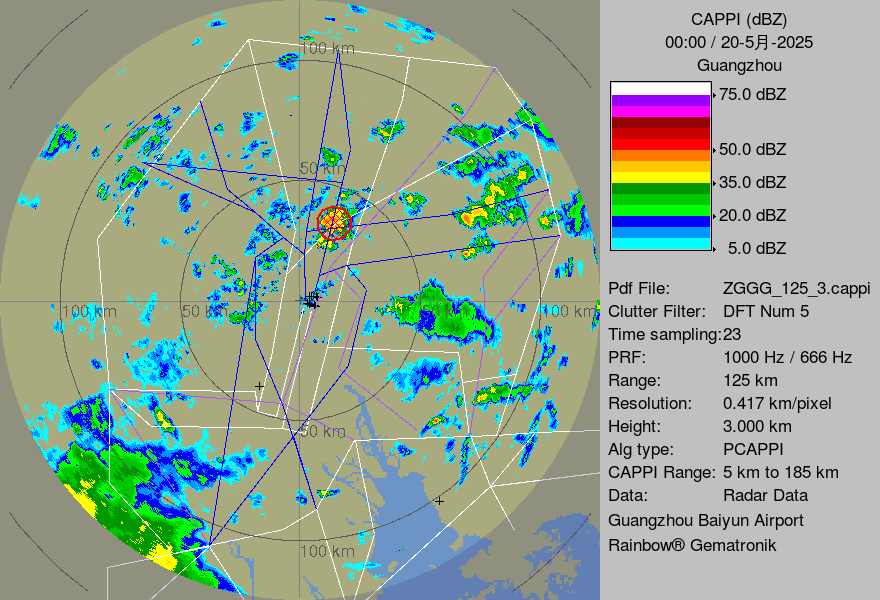 CAPPI (dBZ)
00:00 / 20-5月-2025
Guangzhou
75.0 dBZ
50.0 dBZ
35.0 dBZ
20.0 dBZ
5.0 dBZ
Pdf File: ZGGG_125_3.cappi
Clutter Filter: DFT Num 5
Time sampling:23
PRF: 1000 Hz / 666 Hz
Range: 125 km
Resolution: 0.417 km/pixel
Height: 3.000 km
Alg type: PCAPPI
CAPPI Range: 5 km to 185 km
Data: Radar Data
Guangzhou Baiyun Airport
Rainbow® Gematronik
100 km
50 km
100 km 50 km 50 km 100 km
50 km
100 km